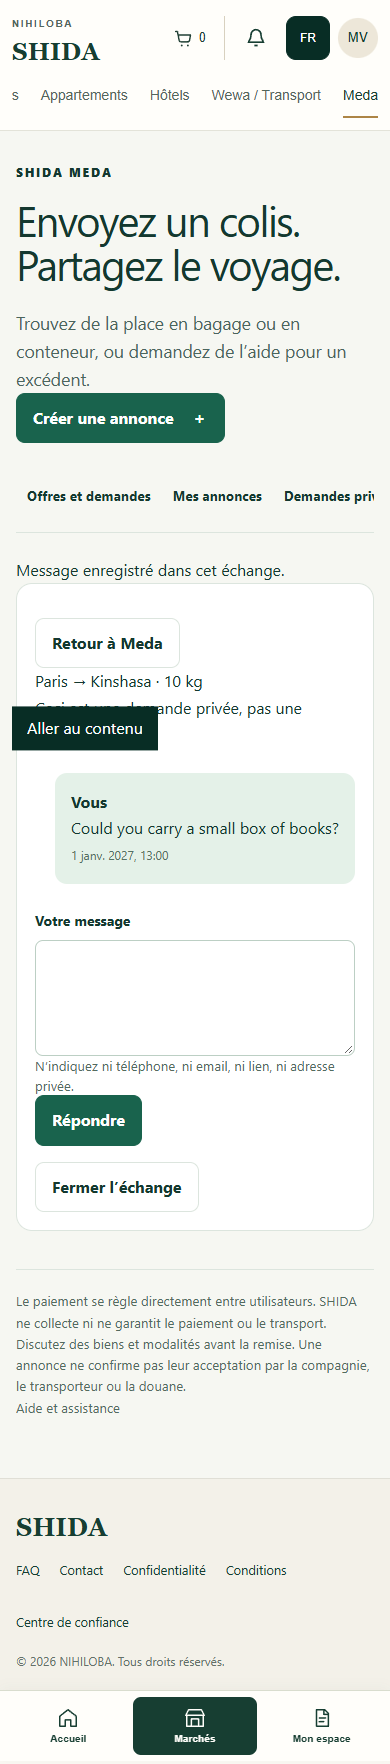 NIHILOBA
SHIDA
0
FR
MV
s Appartements Hôtels Wewa / Transport Meda
SHIDA MEDA
Envoyez un colis.
Partagez le voyage.
Trouvez de la place en bagage ou en
conteneur, ou demandez de l’aide pour un
excédent.
Créer une annonce +
Offres et demandes Mes annonces Demandes
Message enregistré dans cet échange.
Retour à Meda
Paris → Kinshasa · 10 kg
privée, pas une
Aller au contenu
Vous
Could you carry a small box of books?
1 janv. 2027, 13:00
Votre message
N’indiquez ni téléphone, ni email, ni lien, ni adresse
privée.
Répondre
Fermer l’échange
Le paiement se règle directement entre utilisateurs. SHIDA
ne collecte ni ne garantit le paiement ou le transport.
Discutez des biens et modalités avant la remise. Une
annonce ne confirme pas leur acceptation par la compagnie,
le transporteur ou la douane.
Aide et assistance
SHIDA
FAQ Contact Confidentialité Conditions
Centre de confiance
© 2026 NIHILOBA. Tous droits réservés.
Accueil
Marchés
Mon espace